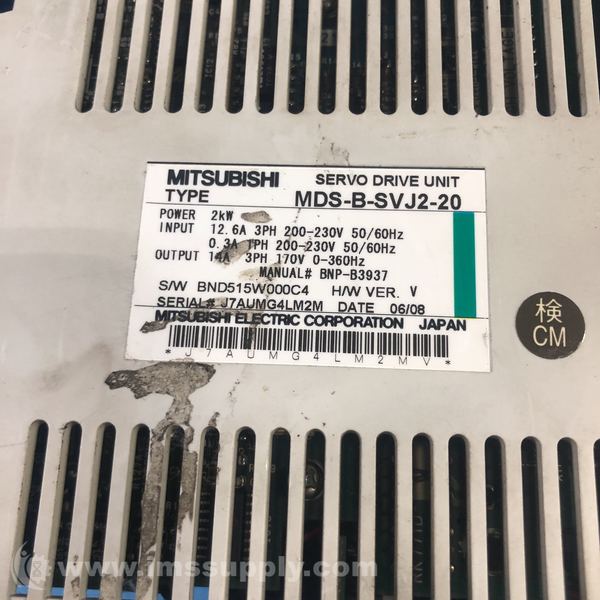 MITSUBISHI SERVO DRIVE UNIT
TYPE MDS-B-SVJ2-20
POWER 2kW
INPUT 12.6A 3PH 200-230V 50/60Hz
0.3A 1PH 200-230V 50/60Hz
OUTPUT 14A 3PH 170V 0-360Hz
MANUAL# BNP-B3937
S/W BND515W000C4 H/W VER. V
SERIAL# J7AUMG4LM2M DATE 06/08
MITSUBISHI ELECTRIC CORPORATION JAPAN
*J7AUMG4LM2MV*
検
CM
www.imssupply.com